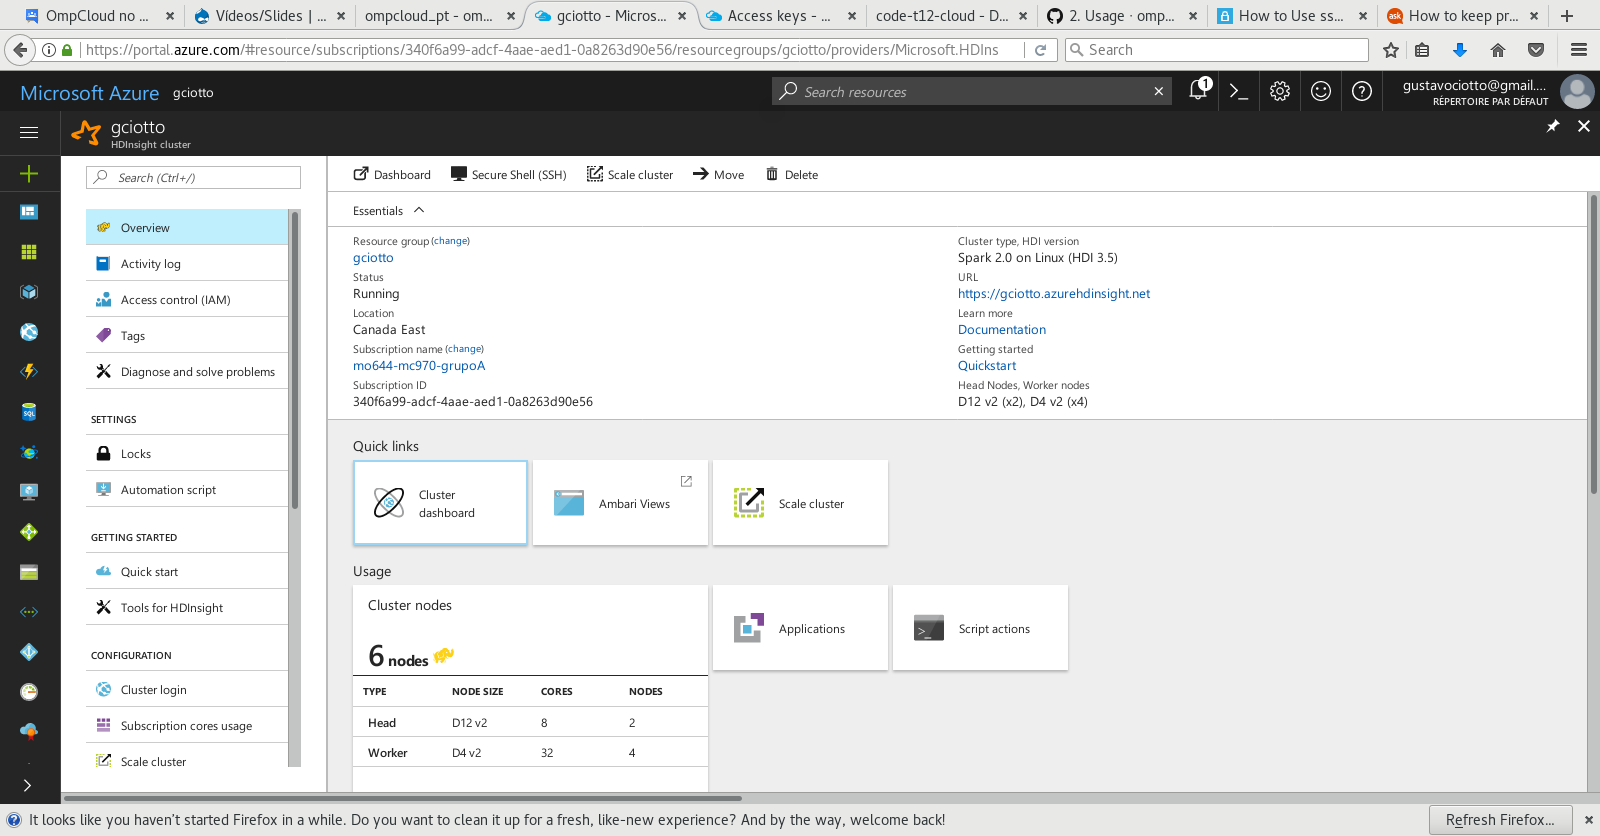 OmpCloud no ...
Vídeos/Slides | ...
ompcloud_pt - om...
gciotto - Micros...
Access keys - ...
code-t12-cloud - D...
2. Usage · omp...
How to Use ss...
How to keep pr...
https://portal.azure.com/#resource/subscriptions/340f6a99-adcf-4aae-aed1-0a8263d90e56/resourcegroups/gciotto/providers/Microsoft.HDIns
Search
Microsoft Azure gciotto
Search resources
1
gustavociotto@gmail....
RÉPERTOIRE PAR DÉFAUT
gciotto
HDInsight cluster
Search (Ctrl+/)
Overview
Activity log
Access control (IAM)
Tags
Diagnose and solve problems
SETTINGS
Locks
Automation script
GETTING STARTED
Quick start
Tools for HDInsight
CONFIGURATION
Cluster login
Subscription cores usage
Scale cluster
SQL
Dashboard Secure Shell (SSH) Scale cluster Move Delete
Essentials
Resource group (change)
gciotto
Status
Running
Location
Canada East
Subscription name (change)
mo644-mc970-grupoA
Subscription ID
340f6a99-adcf-4aae-aed1-0a8263d90e56
Cluster type, HDI version
Spark 2.0 on Linux (HDI 3.5)
URL
https://gciotto.azurehdinsight.net
Learn more
Documentation
Getting started
Quickstart
Head Nodes, Worker nodes
D12 v2 (x2), D4 v2 (x4)
Quick links
Cluster
dashboard
Ambari Views
Scale cluster
Usage
Cluster nodes
6 nodes
TYPE NODE SIZE CORES NODES
Head D12 v2 8 2
Worker D4 v2 32 4
Applications
Script actions
It looks like you haven't started Firefox in a while. Do you want to clean it up for a fresh, like-new experience? And by the way, welcome back!
Refresh Firefox...